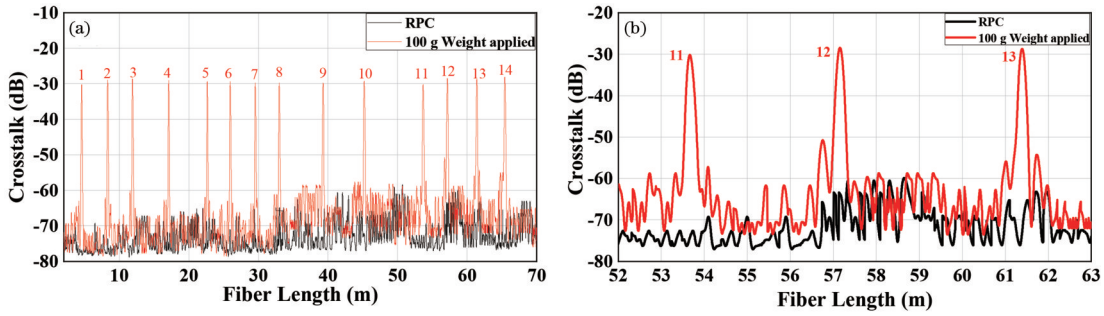 (a)
RPC
100 g Weight applied
-10
-20
-30
-40
-50
-60
-70
-80
Crosstalk (dB)
1 2 3 4 5 6 7 8 9 10 11 12 13 14
10 20 30 40 50 60 70
Fiber Length (m)
(b)
RPC
100 g Weight applied
-20
-30
-40
-50
-60
-70
-80
Crosstalk (dB)
11 12 13
52 53 54 55 56 57 58 59 60 61 62 63
Fiber Length (m)